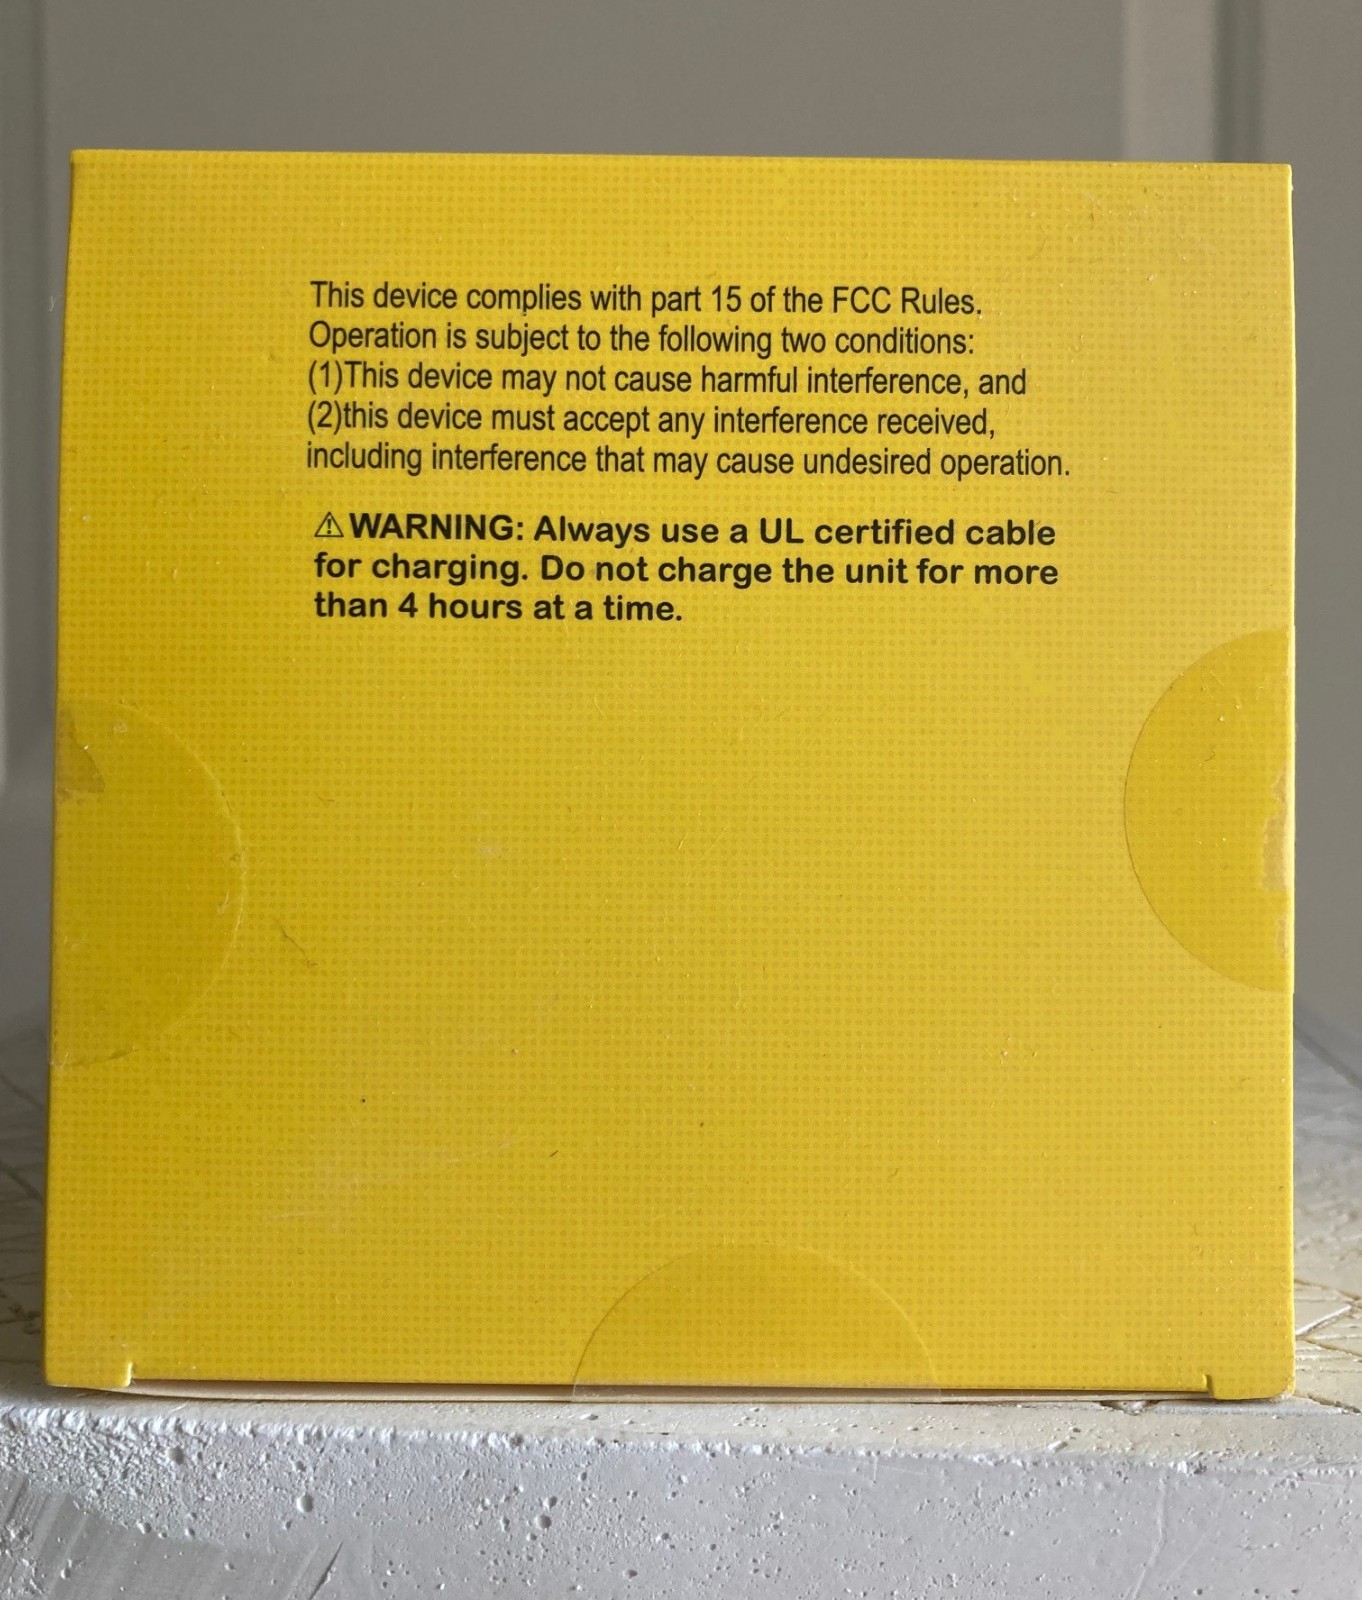 This device complies with part 15 of the FCC Rules.
Operation is subject to the following two conditions:
(1)This device may not cause harmful interference, and
(2)this device must accept any interference received,
including interference that may cause undesired operation.
⚠WARNING: Always use a UL certified cable
for charging. Do not charge the unit for more
than 4 hours at a time.